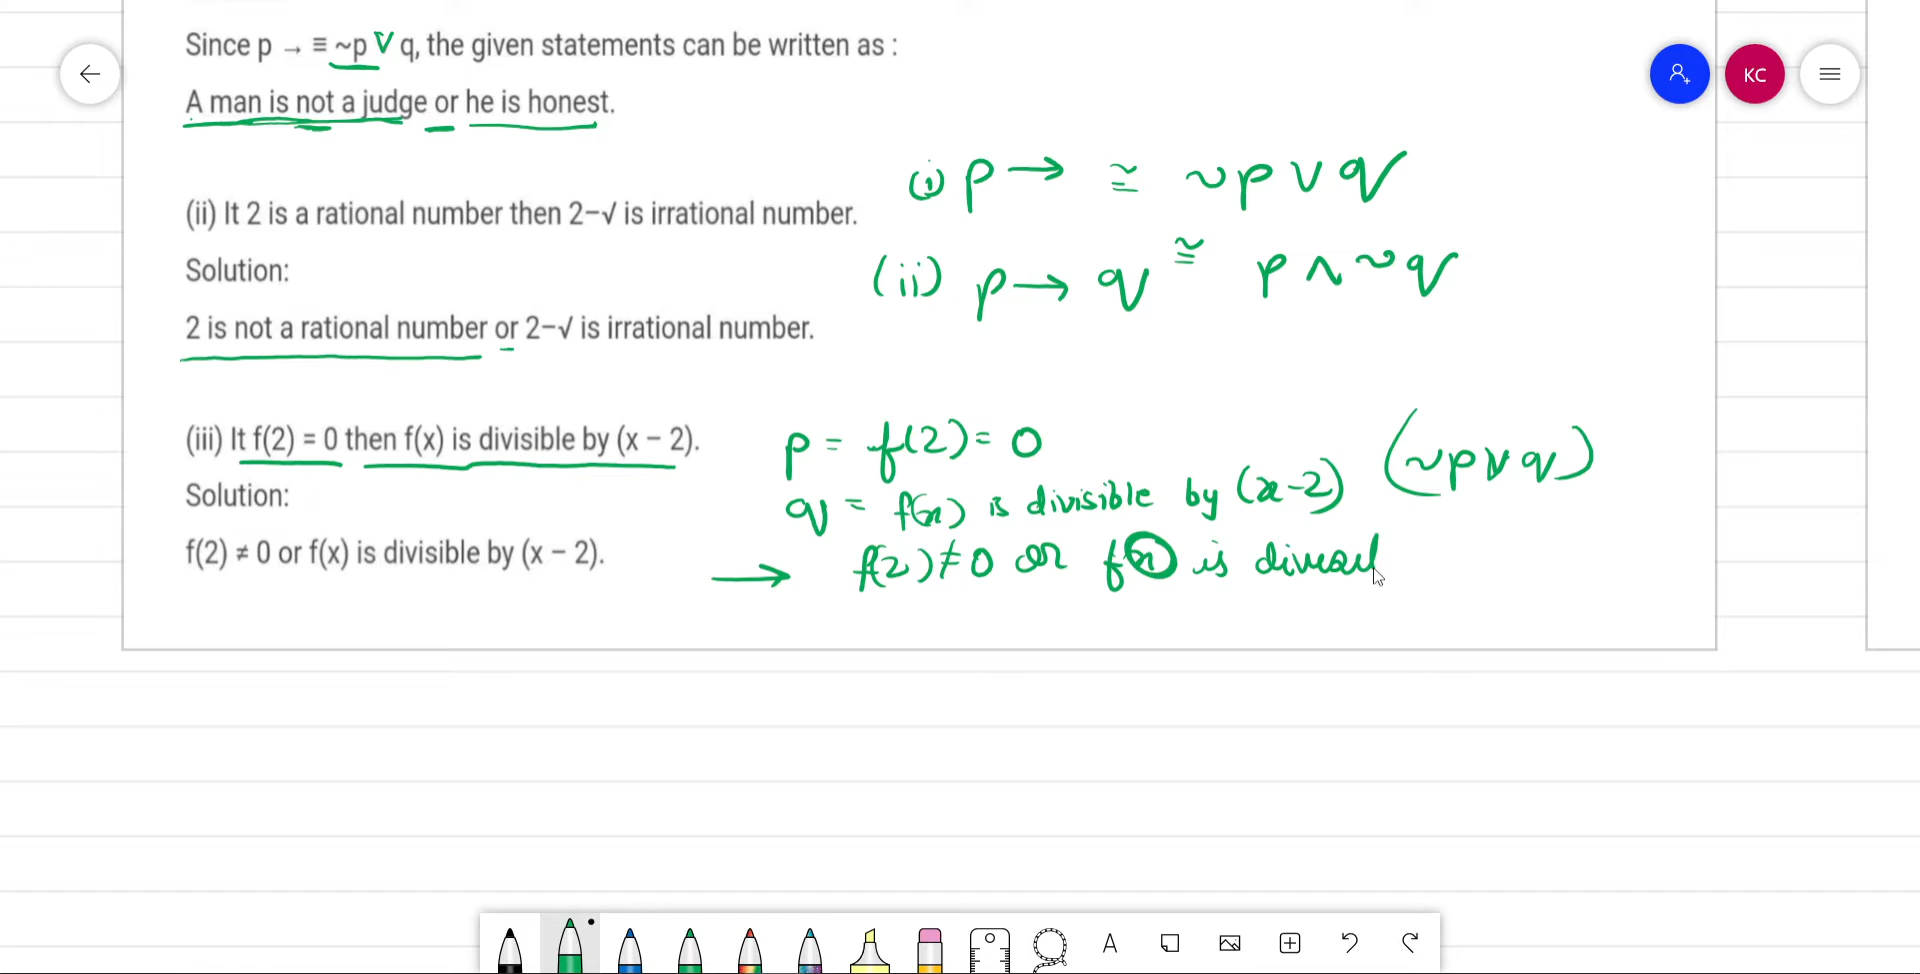 Since p → ≡ ~p V q, the given statements can be written as :
A man is not a judge or he is honest.
(i) p → ≅ ~p ∨ q
(ii) It 2 is a rational number then 2−√ is irrational number.
Solution:
(ii) p → q ≅ p ∧ ~q
2 is not a rational number or 2−√ is irrational number.
(iii) It f(2) = 0 then f(x) is divisible by (x − 2).
p = f(2) = 0
(~p ∨ q)
Solution:
q = f(x) is divisible by (x-2)
f(2) ≠ 0 or f(x) is divisible by (x − 2).
→ f(2) ≠ 0 or f(x) is
KC
A